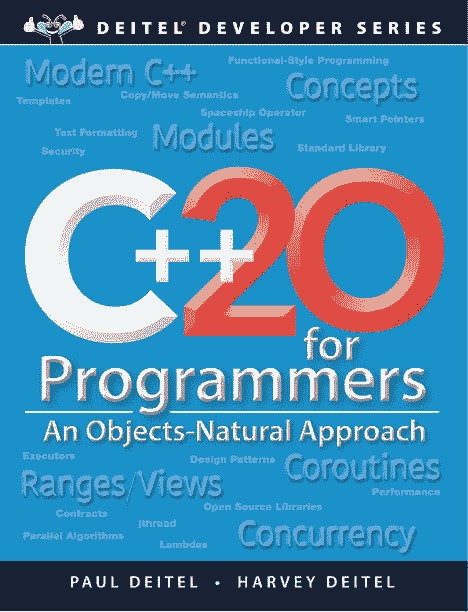 DEITEL® DEVELOPER SERIES
Functional-Style Programming
Modern C++
Concepts
Templates
Copy/Move Semantics
Spaceship Operator
Smart Pointers
Text Formatting
Modules
Security
Standard Library
C++20
for
Programmers
An Objects-Natural Approach
Executors
Design Patterns
Coroutines
Ranges/Views
Performance
Contracts
Open Source Libraries
jthread
Parallel Algorithms
Lambdas
Concurrency
PAUL DEITEL • HARVEY DEITEL